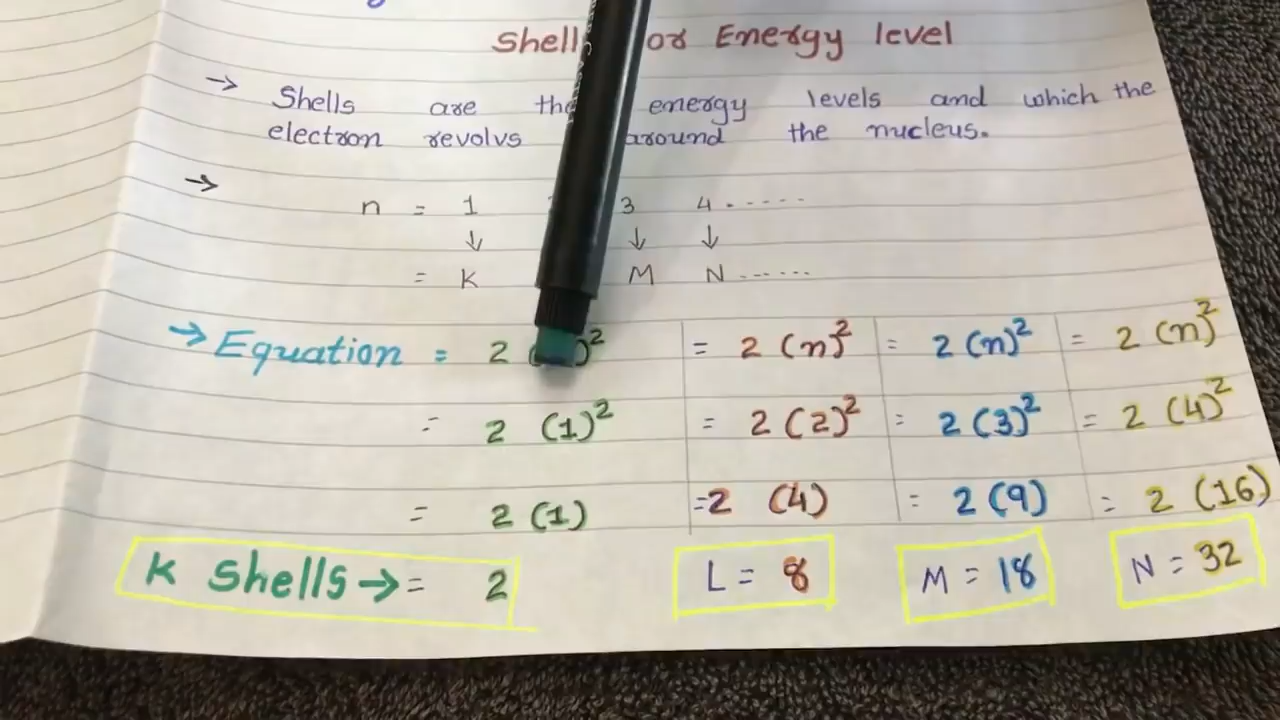 Shell or Energy level
→ Shells are the energy levels and which the
electron revolvs around the nucleus.
→ n = 1 3 4.....
↓ ↓ ↓
= K M N......
→ Equation = 2 ( )² = 2 (n)² = 2 (n)² = 2 (n)²
= 2 (1)² = 2 (2)² = 2 (3)² = 2 (4)²
= 2 (1) =2 (4) = 2 (9) = 2 (16)
K Shells → = 2 L = 8 M = 18 N = 32